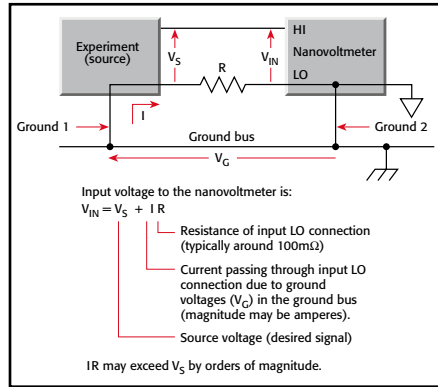 Experiment
(source)
HI
Nanovoltmeter
LO
V_S
R
V_IN
I
Ground 1
Ground 2
Ground bus
V_G
Input voltage to the nanovoltmeter is:
V_IN = V_S + I R
Resistance of input LO connection
(typically around 100mΩ)
Current passing through input LO
connection due to ground
voltages (V_G) in the ground bus
(magnitude may be amperes).
Source voltage (desired signal)
IR may exceed V_S by orders of magnitude.